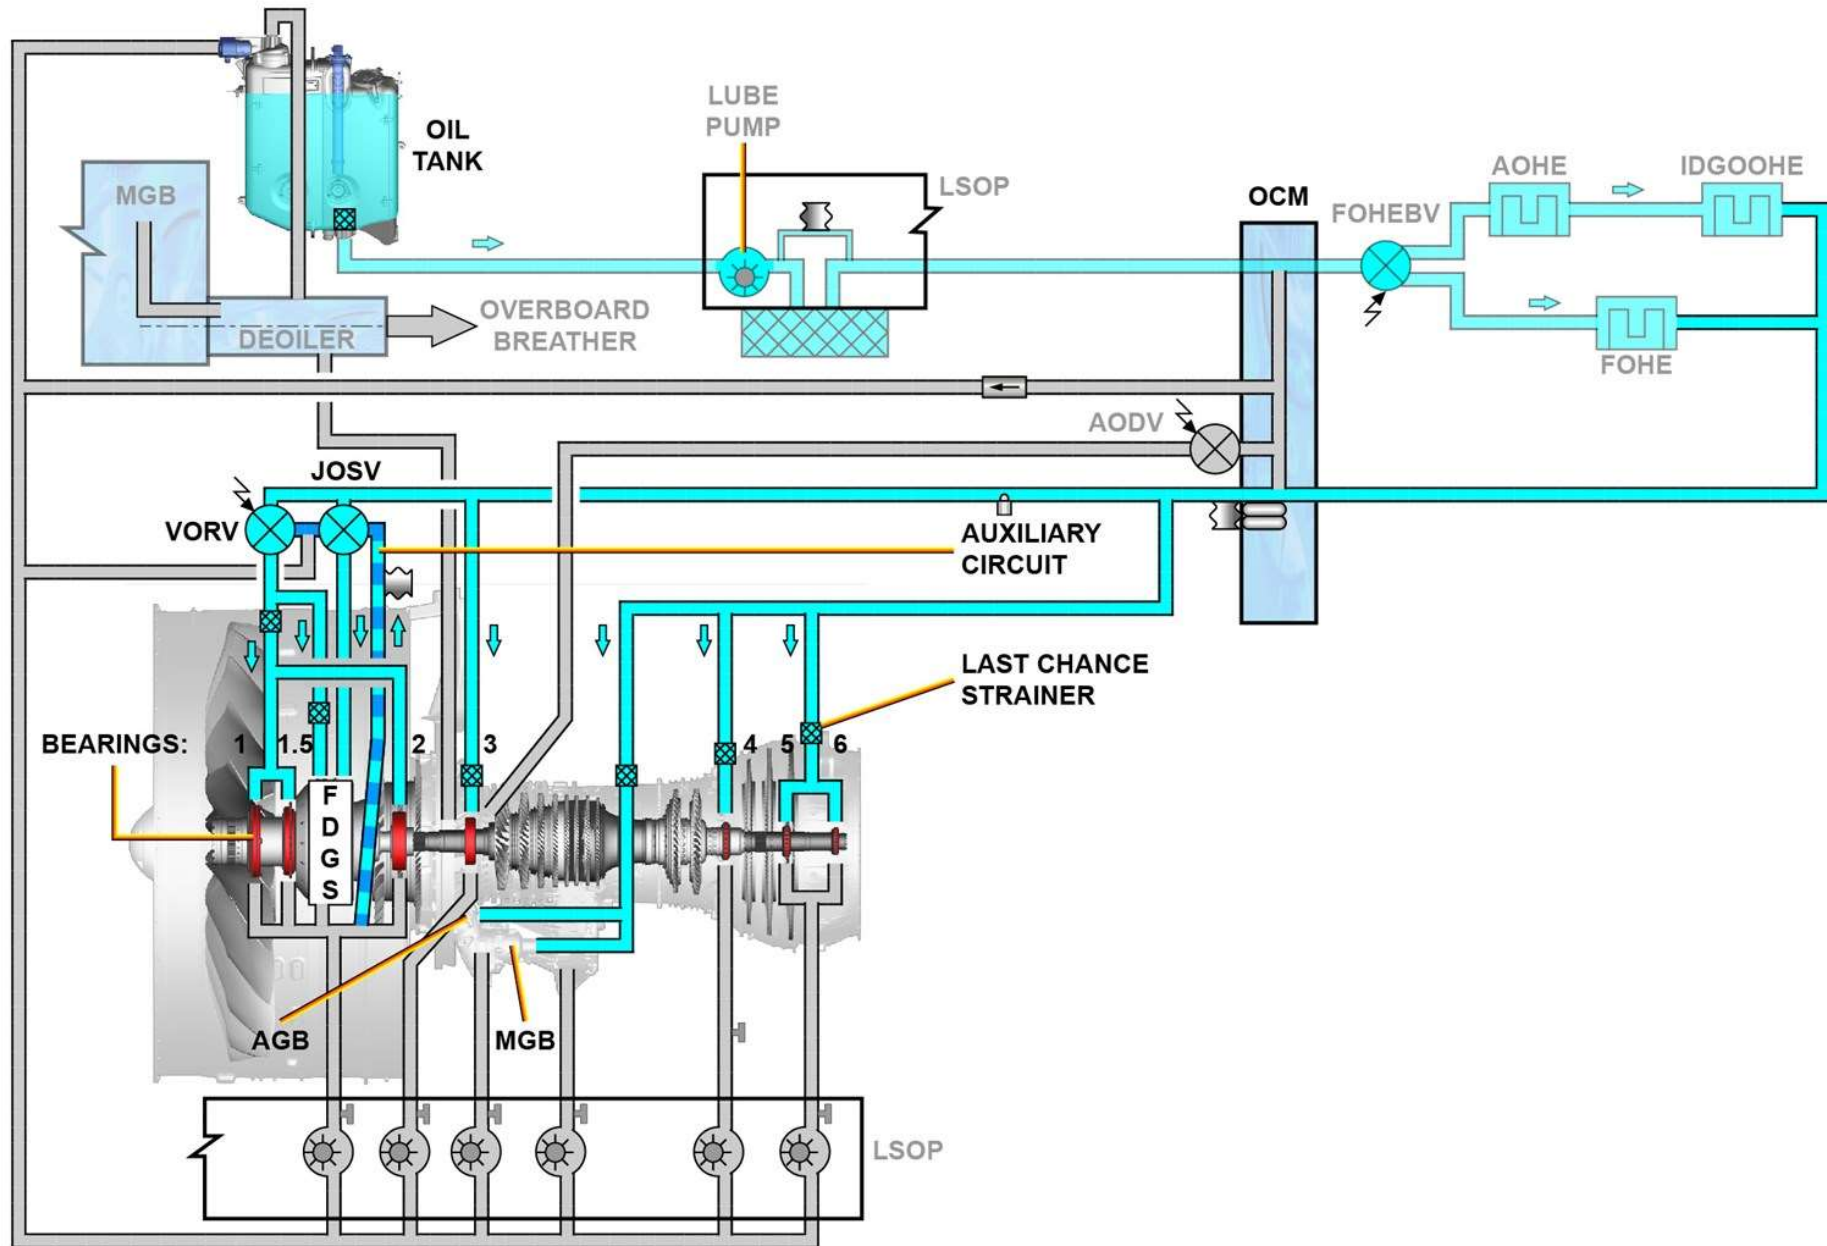 OIL
TANK
MGB
DEOILER
OVERBOARD
BREATHER
LUBE
PUMP
LSOP
OCM
FOHEBV
AOHE
IDGOOHE
FOHE
AODV
JOSV
VORV
AUXILIARY
CIRCUIT
LAST CHANCE
STRAINER
BEARINGS:
1
1.5
2
3
4
5
6
F
D
G
S
AGB
MGB
LSOP